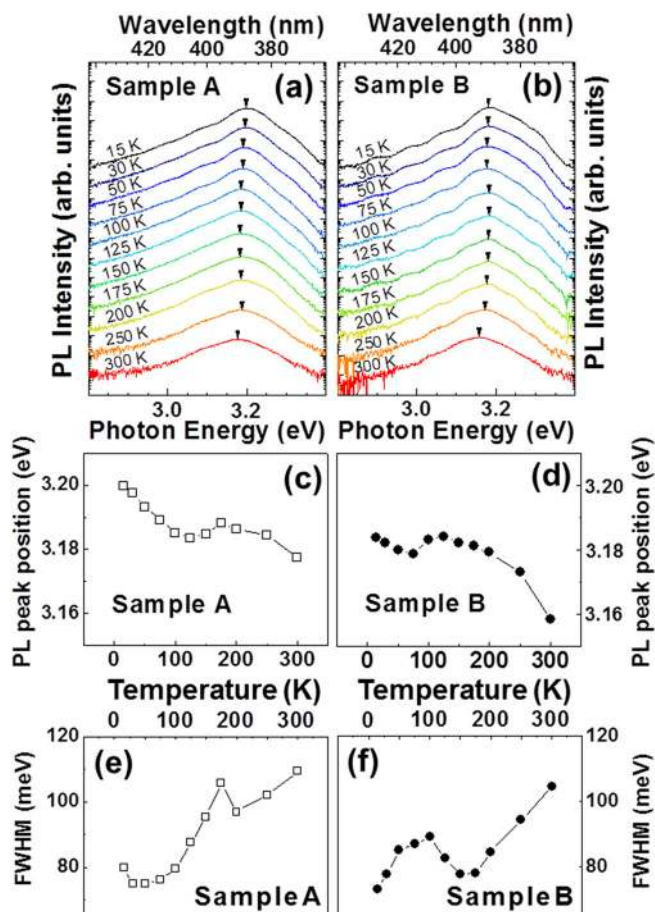 Wavelength (nm) Wavelength (nm)
420 400 380 420 400 380
Sample A (a) Sample B (b)
PL Intensity (arb. units) PL Intensity (arb. units)
15 K 15 K
30 K 30 K
50 K 50 K
75 K 75 K
100 K 100 K
125 K 125 K
150 K 150 K
175 K 175 K
200 K 200 K
250 K 250 K
300 K 300 K
3.0 3.2 3.0 3.2
Photon Energy (eV) Photon Energy (eV)
PL peak position (eV) PL peak position (eV)
3.20 (c) (d) 3.20
3.18 3.18
3.16 Sample A Sample B 3.16
0 100 200 300 0 100 200 300
Temperature (K) Temperature (K)
0 100 200 300 0 100 200 300
FWHM (meV) FWHM (meV)
120 (e) (f) 120
100 100
80 80
Sample A Sample B